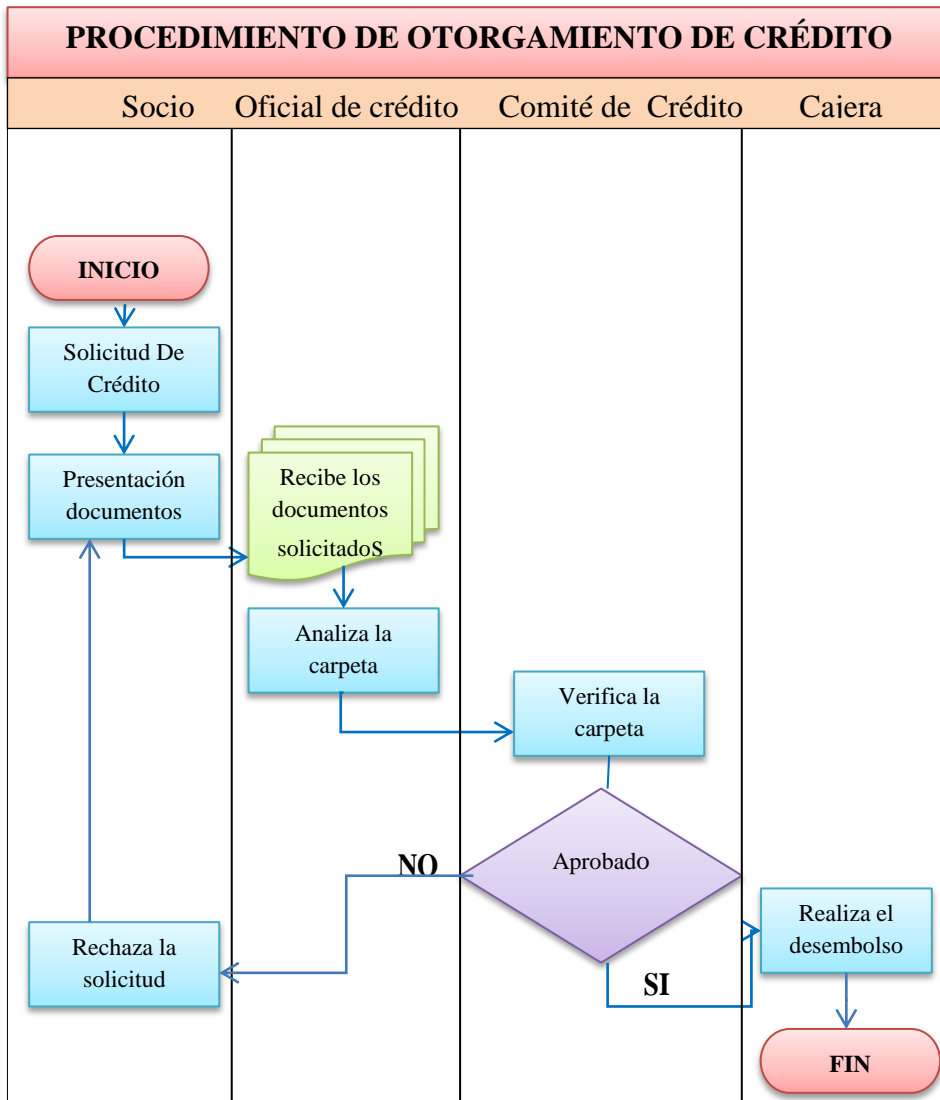 PROCEDIMIENTO DE OTORGAMIENTO DE CRÉDITO
Socio
Oficial de crédito
Comité de Crédito
Cajera
INICIO
Solicitud De
Crédito
Presentación
documentos
Recibe los
documentos
solicitadoS
Analiza la
carpeta
Verifica la
carpeta
Aprobado
NO
SI
Rechaza la
solicitud
Realiza el
desembolso
FIN